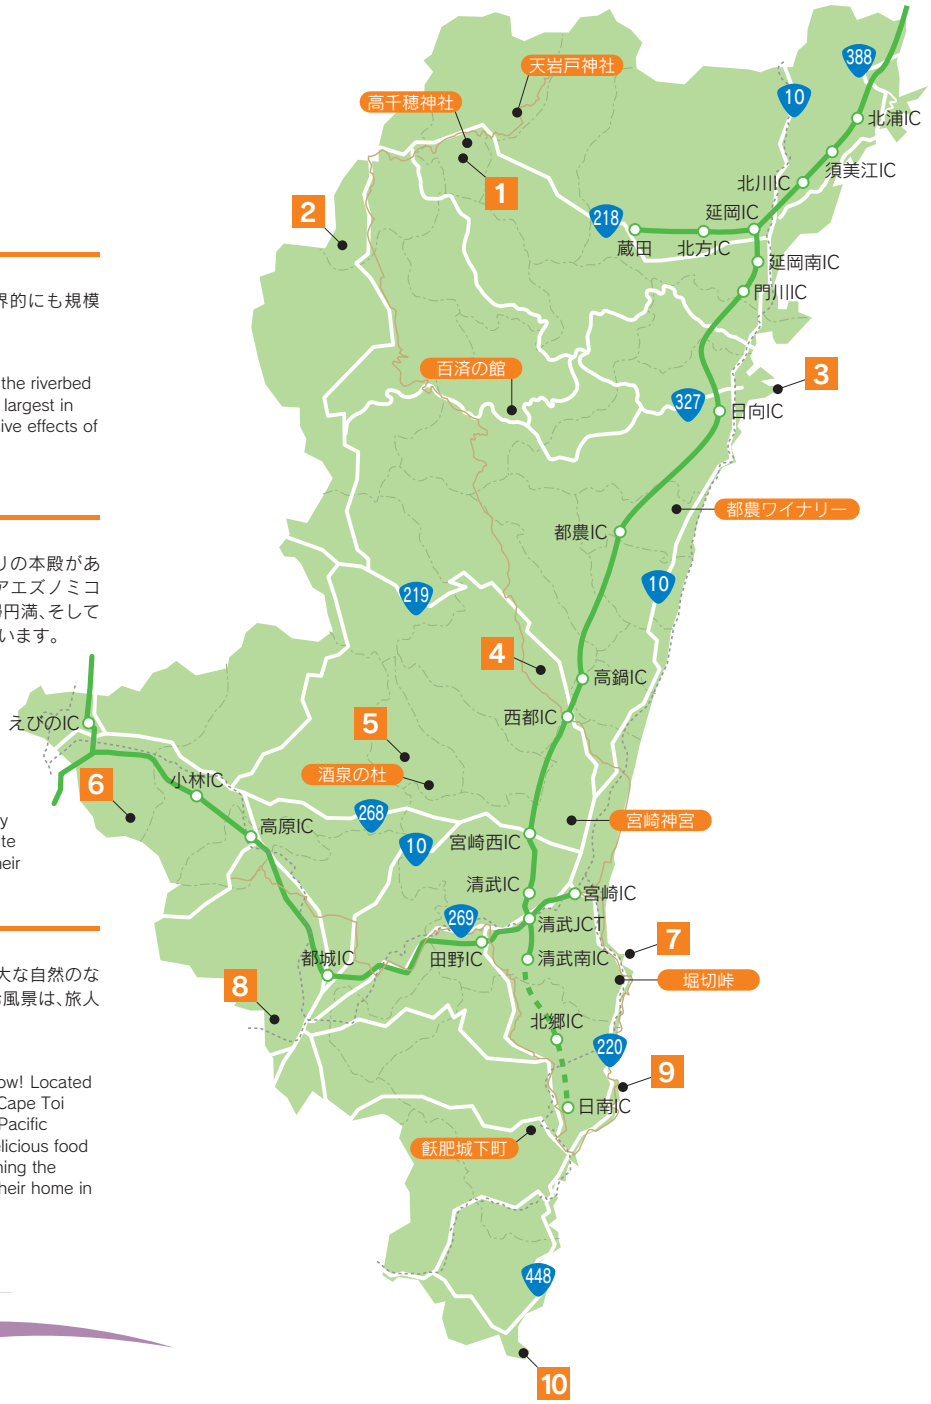 界的にも規模
the riverbed
largest in
ive effects of
リの本殿があ
アエズノミコ
円満、そして
います。
y
ite
heir
大な自然のな
風景は、旅人
ow! Located
Cape Toi
Pacific
elicious food
ning the
heir home in
388
天岩戸神社
10
高千穂神社
北浦IC
須美江IC
1
北川IC
2
延岡IC
218
蔵田
北方IC
延岡南IC
門川IC
百済の館
3
327
日向IC
都農ワイナリー
都農IC
10
219
4
高鍋IC
西都IC
5
えびのIC
酒泉の杜
小林IC
6
268
宮崎神宮
高原IC
10
宮崎西IC
清武IC
宮崎IC
269
清武JCT
7
田野IC
清武南IC
都城IC
堀切峠
8
北郷IC
220
9
日南IC
飫肥城下町
448
10